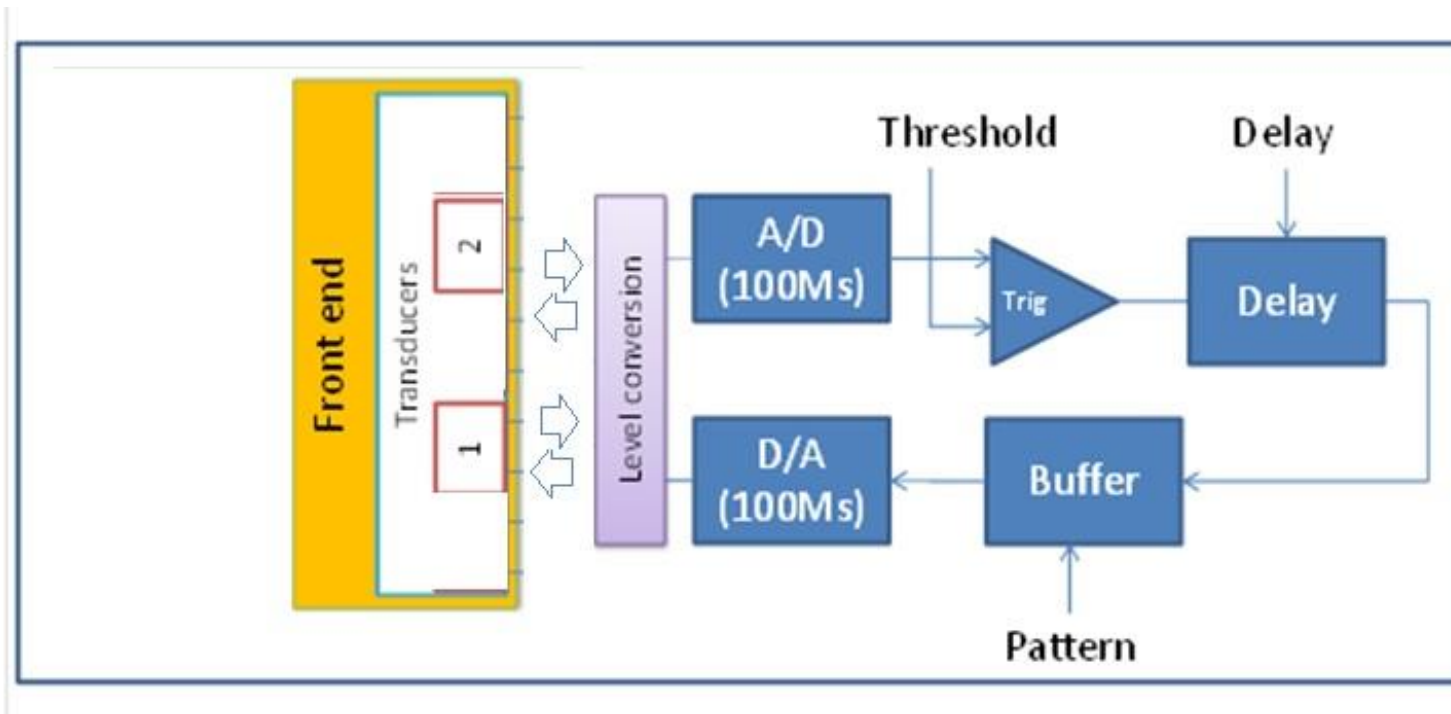 Front end
Transducers
2
1
Level conversion
A/D
(100Ms)
D/A
(100Ms)
Threshold
Trig
Delay
Delay
Buffer
Pattern